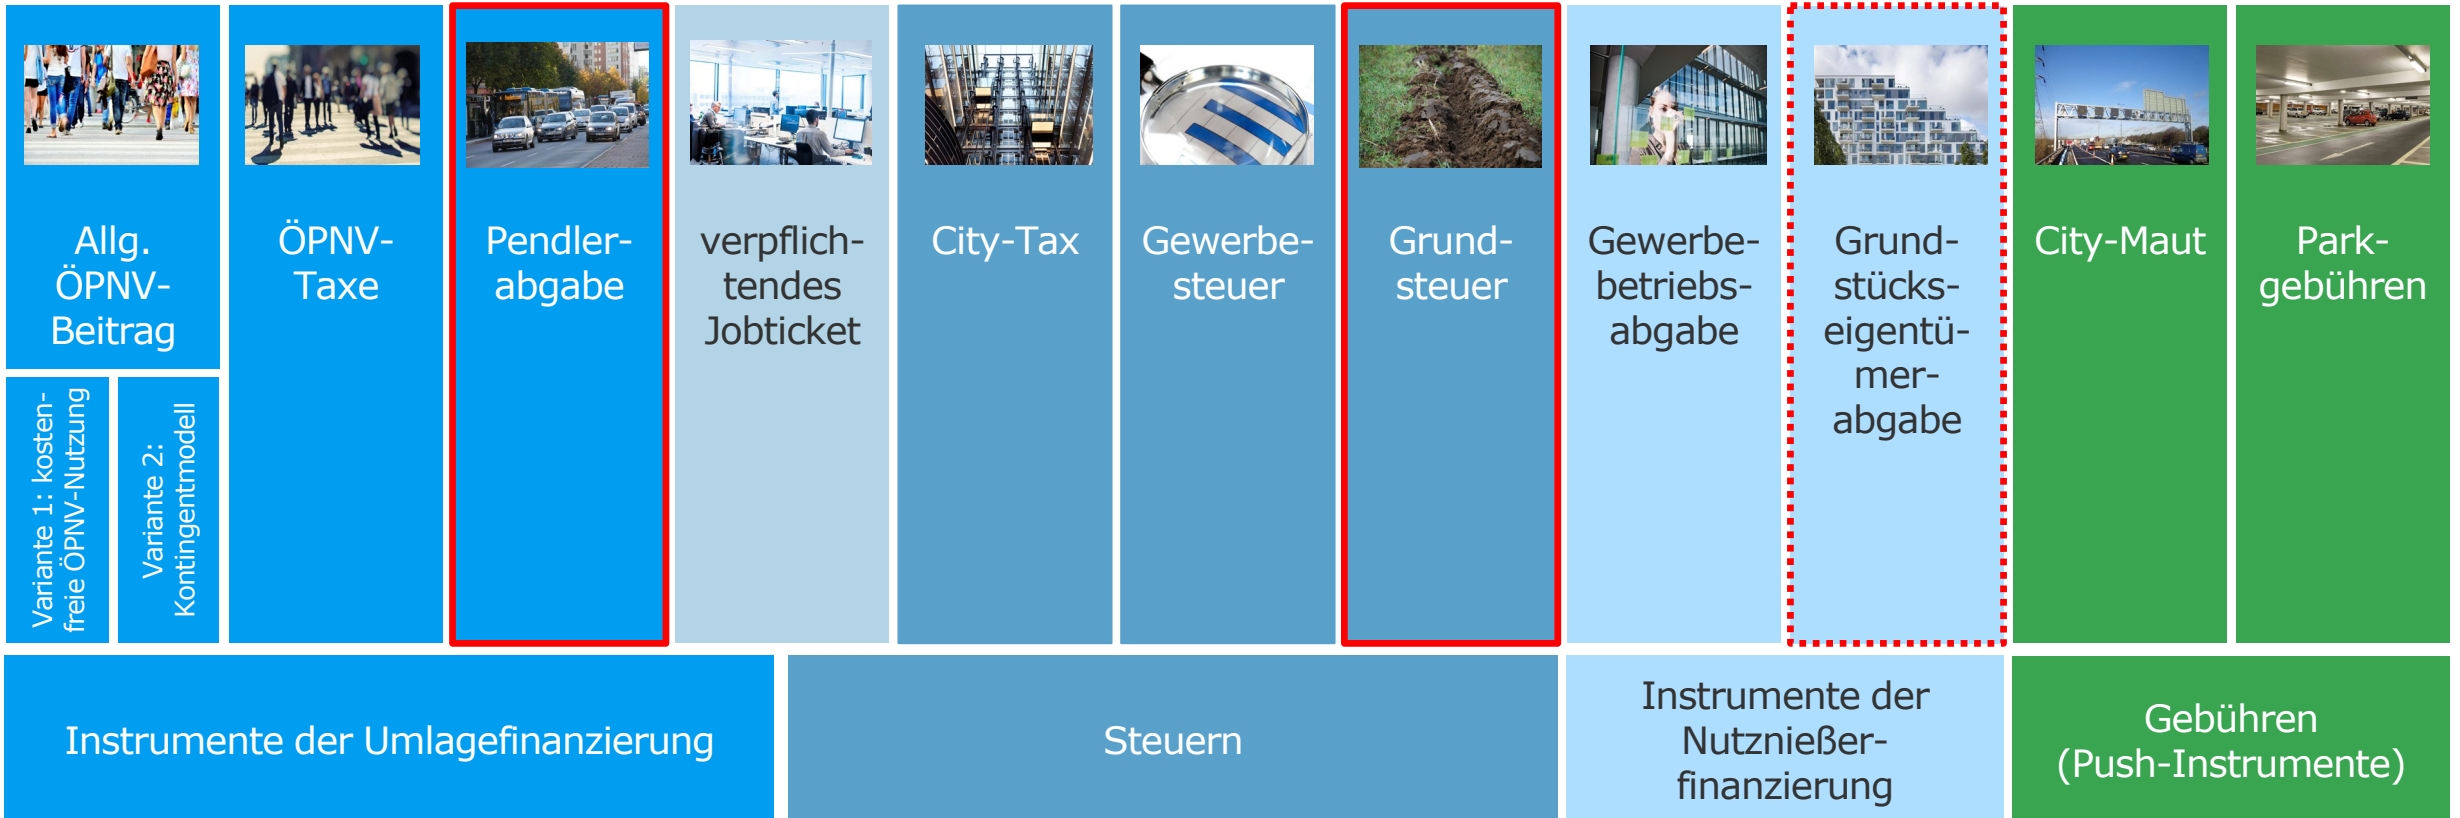 Allg.
ÖPNV-
Beitrag
Variante 1: kosten-
freie ÖPNV-Nutzung
Variante 2:
Kontingentmodell
ÖPNV-
Taxe
Pendler-
abgabe
verpflich-
tendes
Jobticket
City-Tax
Gewerbe-
steuer
Grund-
steuer
Gewerbe-
betriebs-
abgabe
Grund-
stücks-
eigentü-
mer-
abgabe
City-Maut
Park-
gebühren
Instrumente der Umlagefinanzierung
Steuern
Instrumente der
Nutznießer-
finanzierung
Gebühren
(Push-Instrumente)